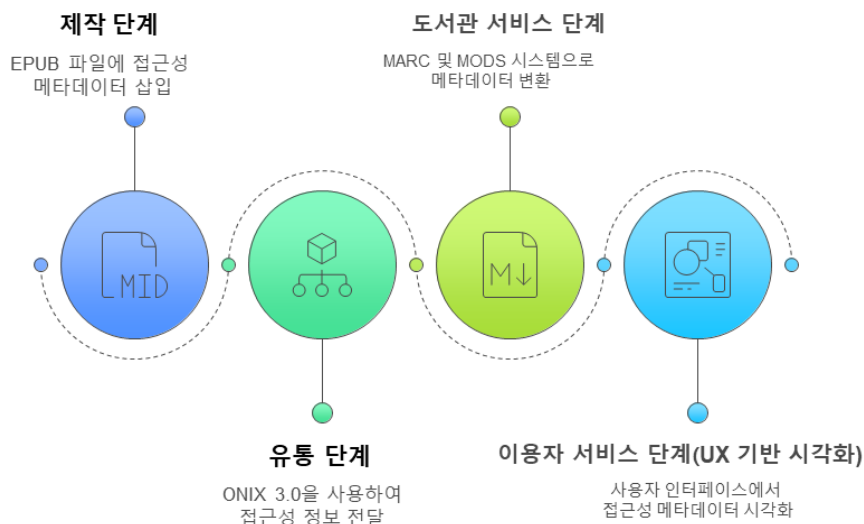 제작 단계
EPUB 파일에 접근성
메타데이터 삽입
도서관 서비스 단계
MARC 및 MODS 시스템으로
메타데이터 변환
MID
M↓
유통 단계
ONIX 3.0을 사용하여
접근성 정보 전달
이용자 서비스 단계(UX 기반 시각화)
사용자 인터페이스에서
접근성 메타데이터 시각화